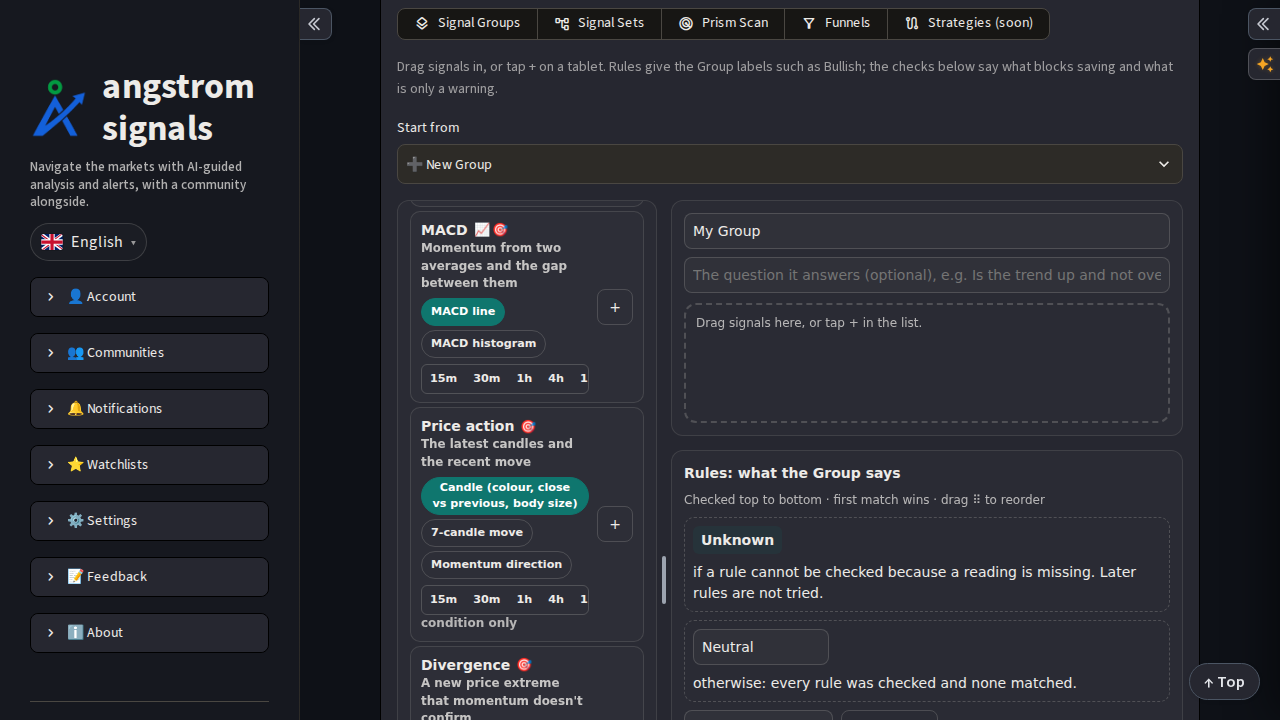 angstrom
signals
Navigate the markets with AI-guided
analysis and alerts, with a community
alongside.
English ▾
Account
Communities
Notifications
Watchlists
Settings
Feedback
About
Signal Groups
Signal Sets
Prism Scan
Funnels
Strategies (soon)
Drag signals in, or tap + on a tablet. Rules give the Group labels such as Bullish; the checks below say what blocks saving and what
is only a warning.
Start from
➕ New Group
MACD 📈🎯
Momentum from two
averages and the gap
between them
MACD line
MACD histogram
+
15m 30m 1h 4h 1
Price action 🎯
The latest candles and
the recent move
Candle (colour, close
vs previous, body size)
7-candle move
Momentum direction
+
15m 30m 1h 4h 1
condition only
Divergence 🎯
A new price extreme
that momentum doesn't
confirm
My Group
The question it answers (optional), e.g. Is the trend up and not ove
Drag signals here, or tap + in the list.
Rules: what the Group says
Checked top to bottom · first match wins · drag ⠿ to reorder
Unknown
if a rule cannot be checked because a reading is missing. Later
rules are not tried.
Neutral
otherwise: every rule was checked and none matched.
↑ Top